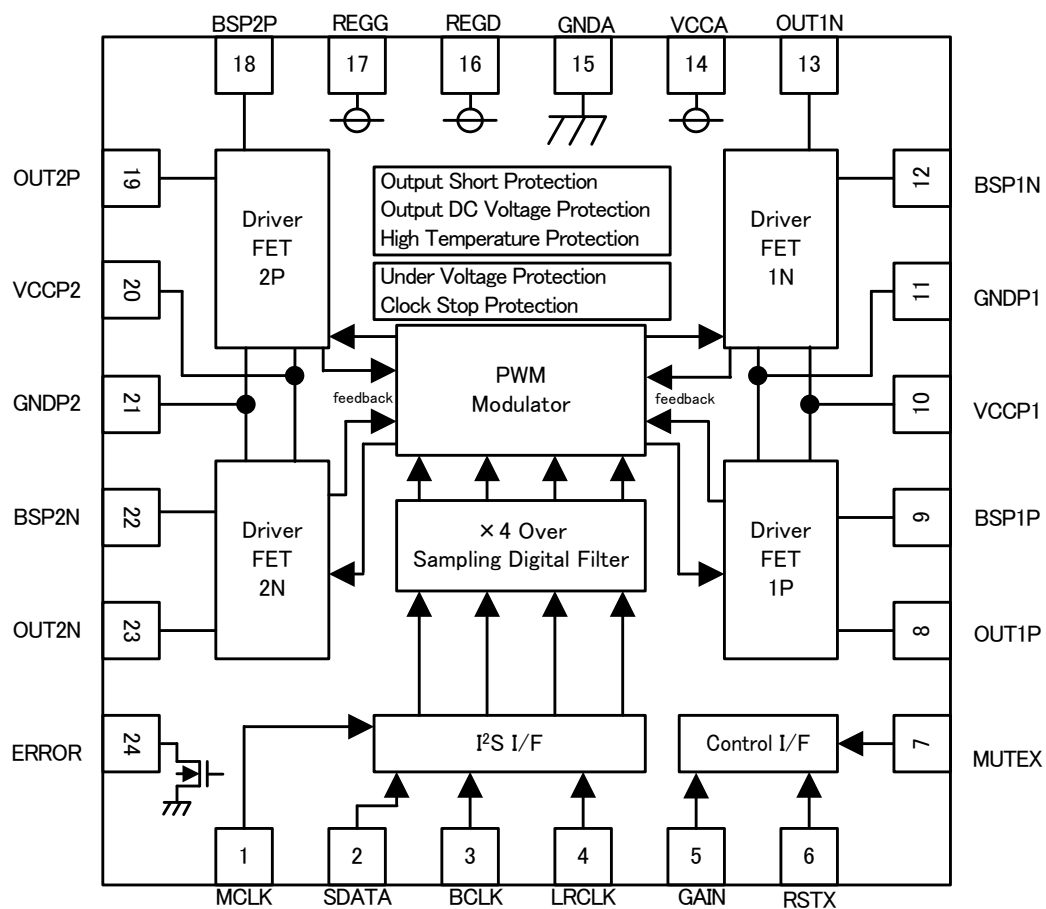 BSP2P REGG REGD GNDA VCCA OUT1N
18 17 16 15 14 13
OUT2P 19
12 BSP1N
Output Short Protection
Output DC Voltage Protection
High Temperature Protection
Driver
FET
2P
Driver
FET
1N
Under Voltage Protection
Clock Stop Protection
VCCP2 20
11 GNDP1
PWM
Modulator
feedback
feedback
GNDP2 21
10 VCCP1
BSP2N 22
9 BSP1P
Driver
FET
2N
×4 Over
Sampling Digital Filter
Driver
FET
1P
OUT2N 23
8 OUT1P
ERROR 24
I²S I/F
Control I/F
7 MUTEX
1 2 3 4 5 6
MCLK SDATA BCLK LRCLK GAIN RSTX